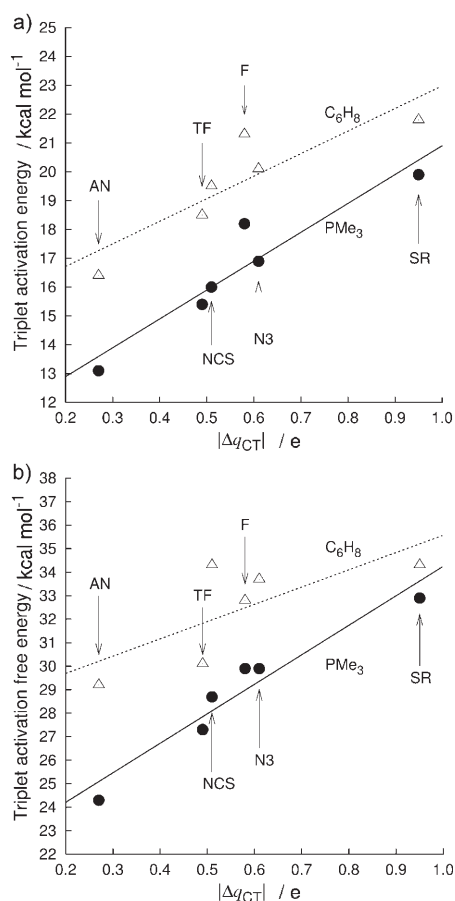 a)
Triplet activation energy / kcal mol⁻¹
25
24
23
22
21
20
19
18
17
16
15
14
13
12
AN
TF
F
C₆H₈
PMe₃
NCS
N3
SR
0.2 0.3 0.4 0.5 0.6 0.7 0.8 0.9 1.0
|Δq_CT| / e
b)
Triplet activation free energy / kcal mol⁻¹
38
37
36
35
34
33
32
31
30
29
28
27
26
25
24
23
22
AN
TF
F
C₆H₈
PMe₃
NCS
N3
SR
0.2 0.3 0.4 0.5 0.6 0.7 0.8 0.9 1.0
|Δq_CT| / e